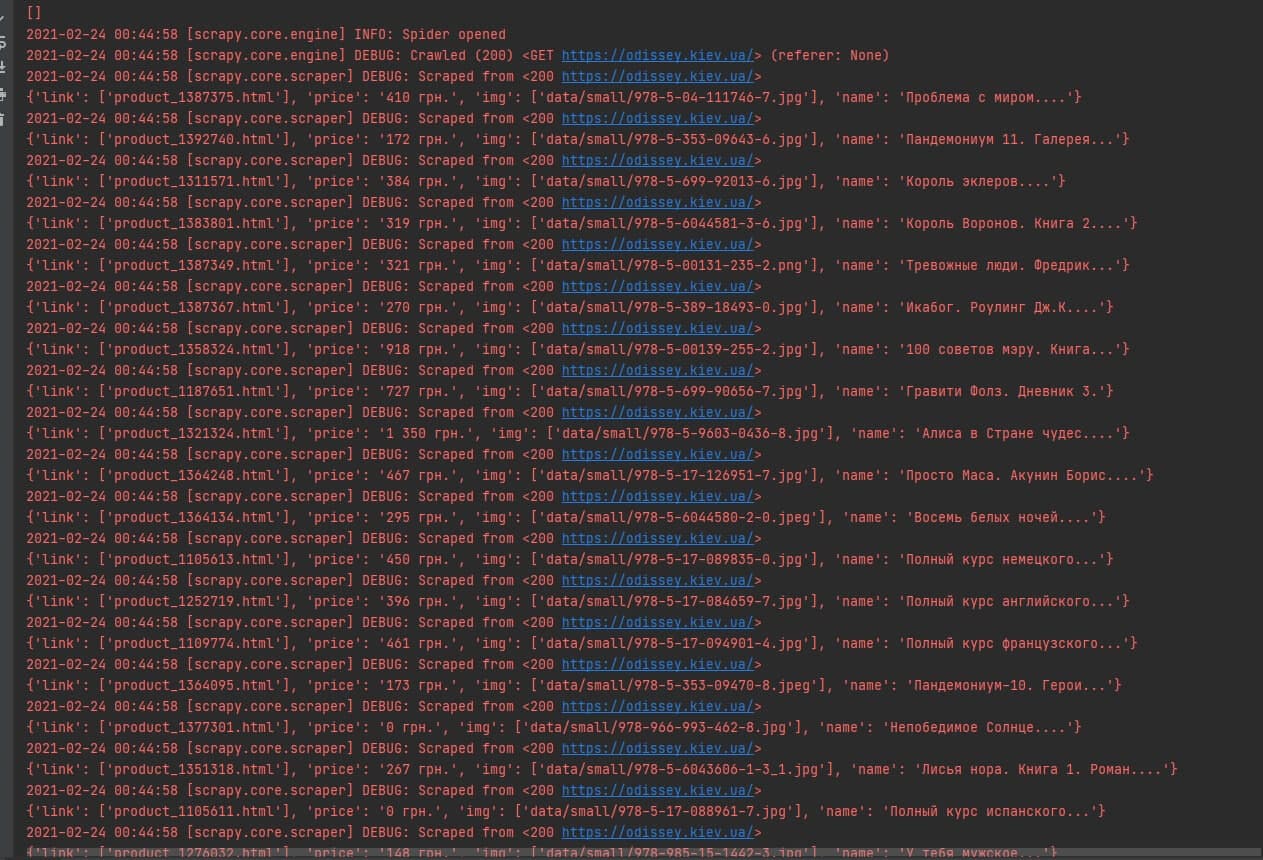 []
2021-02-24 00:44:58 [scrapy.core.engine] INFO: Spider opened
2021-02-24 00:44:58 [scrapy.core.engine] DEBUG: Crawled (200) <GET https://odissey.kiev.ua/> (referer: None)
2021-02-24 00:44:58 [scrapy.core.scraper] DEBUG: Scraped from <200 https://odissey.kiev.ua/>
{'link': ['product_1387375.html'], 'price': '410 грн.', 'img': ['data/small/978-5-04-111746-7.jpg'], 'name': 'Проблема с миром....'}
2021-02-24 00:44:58 [scrapy.core.scraper] DEBUG: Scraped from <200 https://odissey.kiev.ua/>
{'link': ['product_1392740.html'], 'price': '172 грн.', 'img': ['data/small/978-5-353-09643-6.jpg'], 'name': 'Пандемониум 11. Галерея...'}
2021-02-24 00:44:58 [scrapy.core.scraper] DEBUG: Scraped from <200 https://odissey.kiev.ua/>
{'link': ['product_1311571.html'], 'price': '384 грн.', 'img': ['data/small/978-5-699-92013-6.jpg'], 'name': 'Король эклеров....'}
2021-02-24 00:44:58 [scrapy.core.scraper] DEBUG: Scraped from <200 https://odissey.kiev.ua/>
{'link': ['product_1383801.html'], 'price': '319 грн.', 'img': ['data/small/978-5-6044581-3-6.jpg'], 'name': 'Король Воронов. Книга 2....'}
2021-02-24 00:44:58 [scrapy.core.scraper] DEBUG: Scraped from <200 https://odissey.kiev.ua/>
{'link': ['product_1387349.html'], 'price': '321 грн.', 'img': ['data/small/978-5-00131-235-2.png'], 'name': 'Тревожные люди. Фредрик...'}
2021-02-24 00:44:58 [scrapy.core.scraper] DEBUG: Scraped from <200 https://odissey.kiev.ua/>
{'link': ['product_1387367.html'], 'price': '270 грн.', 'img': ['data/small/978-5-389-18493-0.jpg'], 'name': 'Икабог. Роулинг Дж.К....'}
2021-02-24 00:44:58 [scrapy.core.scraper] DEBUG: Scraped from <200 https://odissey.kiev.ua/>
{'link': ['product_1358324.html'], 'price': '918 грн.', 'img': ['data/small/978-5-00139-255-2.jpg'], 'name': '100 советов мэру. Книга...'}
2021-02-24 00:44:58 [scrapy.core.scraper] DEBUG: Scraped from <200 https://odissey.kiev.ua/>
{'link': ['product_1187651.html'], 'price': '727 грн.', 'img': ['data/small/978-5-699-90656-7.jpg'], 'name': 'Гравити Фолз. Дневник 3.'}
2021-02-24 00:44:58 [scrapy.core.scraper] DEBUG: Scraped from <200 https://odissey.kiev.ua/>
{'link': ['product_1321324.html'], 'price': '1 350 грн.', 'img': ['data/small/978-5-9603-0436-8.jpg'], 'name': 'Алиса в Стране чудес....'}
2021-02-24 00:44:58 [scrapy.core.scraper] DEBUG: Scraped from <200 https://odissey.kiev.ua/>
{'link': ['product_1364248.html'], 'price': '467 грн.', 'img': ['data/small/978-5-17-126951-7.jpg'], 'name': 'Просто Маса. Акунин Борис....'}
2021-02-24 00:44:58 [scrapy.core.scraper] DEBUG: Scraped from <200 https://odissey.kiev.ua/>
{'link': ['product_1364134.html'], 'price': '295 грн.', 'img': ['data/small/978-5-6044580-2-0.jpeg'], 'name': 'Восемь белых ночей....'}
2021-02-24 00:44:58 [scrapy.core.scraper] DEBUG: Scraped from <200 https://odissey.kiev.ua/>
{'link': ['product_1105613.html'], 'price': '450 грн.', 'img': ['data/small/978-5-17-089835-0.jpg'], 'name': 'Полный курс немецкого...'}
2021-02-24 00:44:58 [scrapy.core.scraper] DEBUG: Scraped from <200 https://odissey.kiev.ua/>
{'link': ['product_1252719.html'], 'price': '396 грн.', 'img': ['data/small/978-5-17-084659-7.jpg'], 'name': 'Полный курс английского...'}
2021-02-24 00:44:58 [scrapy.core.scraper] DEBUG: Scraped from <200 https://odissey.kiev.ua/>
{'link': ['product_1109774.html'], 'price': '461 грн.', 'img': ['data/small/978-5-17-094901-4.jpg'], 'name': 'Полный курс французского...'}
2021-02-24 00:44:58 [scrapy.core.scraper] DEBUG: Scraped from <200 https://odissey.kiev.ua/>
{'link': ['product_1364095.html'], 'price': '173 грн.', 'img': ['data/small/978-5-353-09470-8.jpeg'], 'name': 'Пандемониум-10. Герои...'}
2021-02-24 00:44:58 [scrapy.core.scraper] DEBUG: Scraped from <200 https://odissey.kiev.ua/>
{'link': ['product_1377301.html'], 'price': '0 грн.', 'img': ['data/small/978-966-993-462-8.jpg'], 'name': 'Непобедимое Солнце....'}
2021-02-24 00:44:58 [scrapy.core.scraper] DEBUG: Scraped from <200 https://odissey.kiev.ua/>
{'link': ['product_1351318.html'], 'price': '267 грн.', 'img': ['data/small/978-5-6043606-1-3_1.jpg'], 'name': 'Лисья нора. Книга 1. Роман....'}
2021-02-24 00:44:58 [scrapy.core.scraper] DEBUG: Scraped from <200 https://odissey.kiev.ua/>
{'link': ['product_1105611.html'], 'price': '0 грн.', 'img': ['data/small/978-5-17-088961-7.jpg'], 'name': 'Полный курс испанского...'}
2021-02-24 00:44:58 [scrapy.core.scraper] DEBUG: Scraped from <200 https://odissey.kiev.ua/>
{'link': ['product_1276032.html'], 'price': '148 грн.', 'img': ['data/small/978-985-15-1442-3.jpg'], 'name': 'У тебя мужское...'}